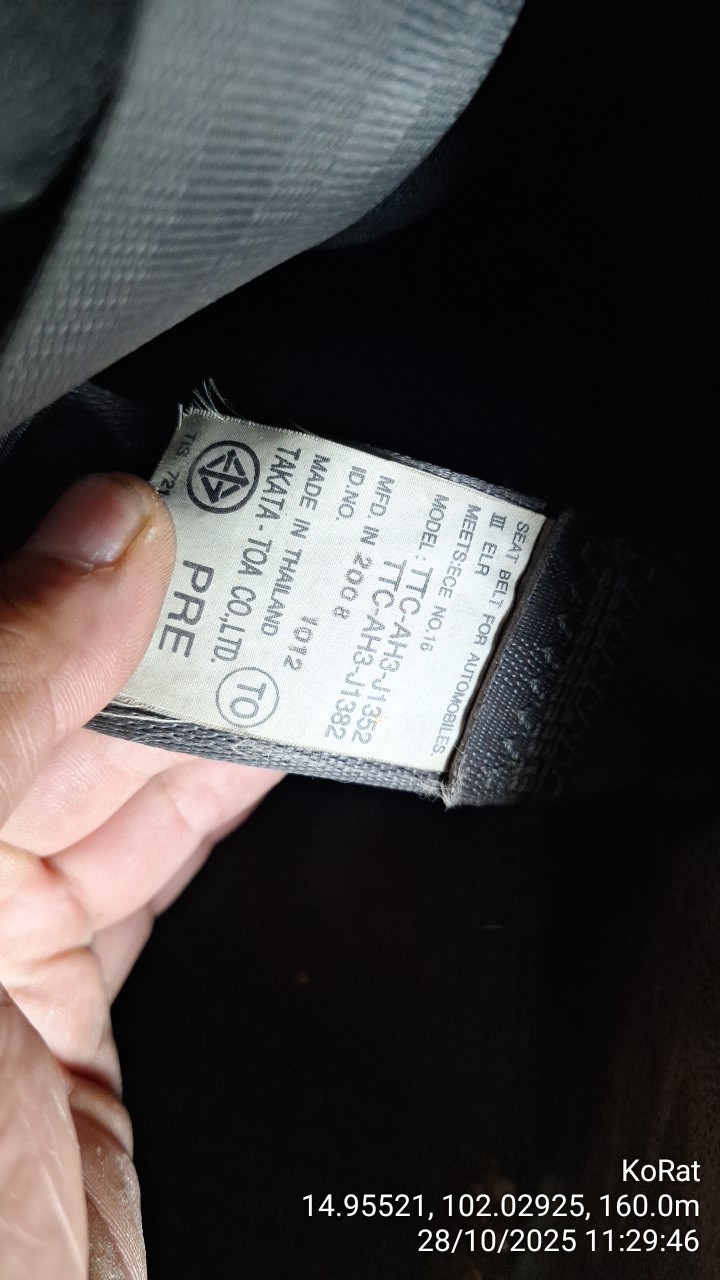 SEAT BELT FOR AUTOMOBILES.
III ELR
MEETS:ECE NO.16
MODEL: TTC-AH3-J1352
TTC-AH3-J1382
MFD. IN 2008
ID.NO.
1012
MADE IN THAILAND
TAKATA-TOA CO.,LTD.
TO
PRE
TIS 721
KoRat
14.95521, 102.02925, 160.0m
28/10/2025 11:29:46